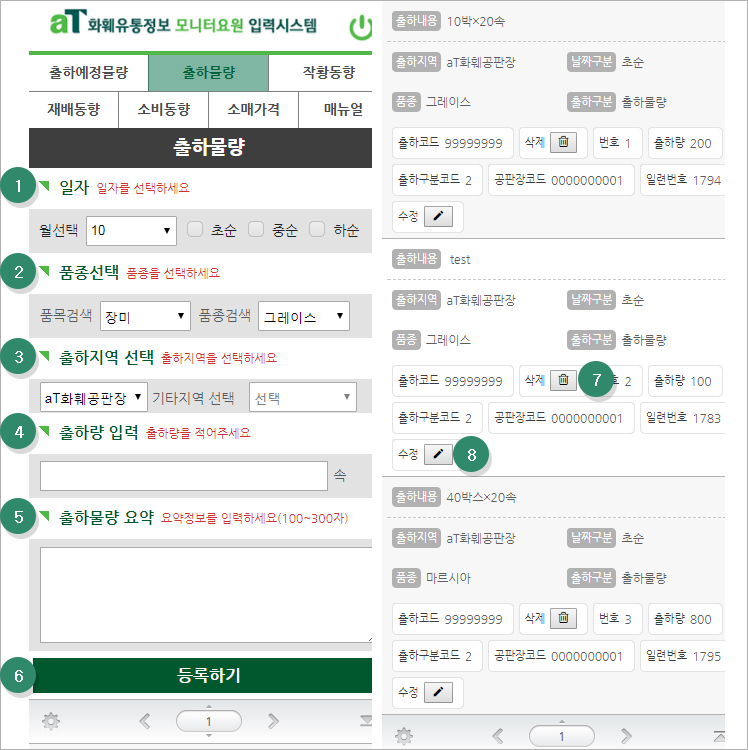 aT 화훼유통정보 모니터요원 입력시스템
출하예정물량 출하물량 작황동향
재배동향 소비동향 소매가격 매뉴얼
출하물량
1 일자 일자를 선택하세요
월선택 10 초순 중순 하순
2 품종선택 품종을 선택하세요
품목검색 장미 품종검색 그레이스
3 출하지역 선택 출하지역을 선택하세요
aT화훼공판장 기타지역 선택 선택
4 출하량 입력 출하량을 적어주세요
속
5 출하물량 요약 요약정보를 입력하세요(100~300자)
6 등록하기
1
출하내용 10박×20속
출하지역 aT화훼공판장 날짜구분 초순
품종 그레이스 출하구분 출하물량
출하코드 99999999 삭제 번호 1 출하량 200
출하구분코드 2 공판장코드 0000000001 일련번호 1794
수정
출하내용 test
출하지역 aT화훼공판장 날짜구분 초순
품종 그레이스 출하구분 출하물량
출하코드 99999999 삭제 7 2 출하량 100
출하구분코드 2 공판장코드 0000000001 일련번호 1783
수정 8
출하내용 40박스×20속
출하지역 aT화훼공판장 날짜구분 초순
품종 마르시아 출하구분 출하물량
출하코드 99999999 삭제 번호 3 출하량 800
출하구분코드 2 공판장코드 0000000001 일련번호 1795
수정
1